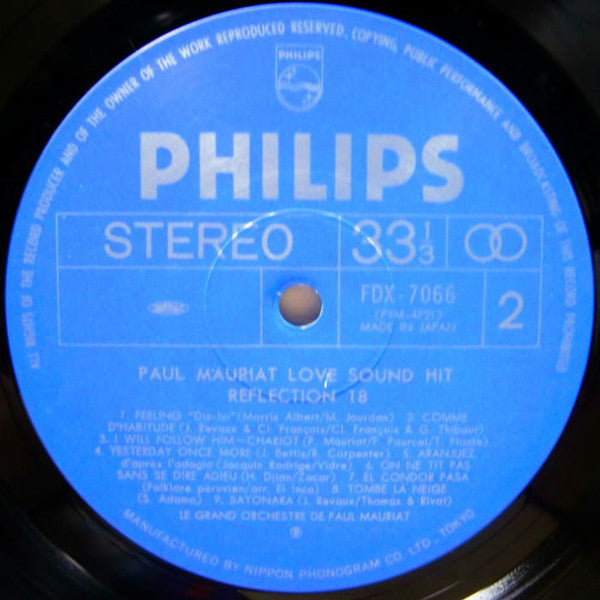 ALL RIGHTS OF THE RECORD PRODUCER AND OF THE OWNER OF THE WORK REPRODUCED RESERVED. COPYING, PUBLIC PERFORMANCE AND BROADCASTING OF THIS RECORD PROHIBITED
PHILIPS
PHILIPS
STEREO 33 1/3
FDX-7066
MADE IN JAPAN
2
PAUL MAURIAT LOVE SOUND HIT
REFLECTION 18
1. FEELING "Dis-lui" (Morris Albert/M. Jourdan) 2. COMME
D'HABITUDE (J. Revaux & Cl. François/Cl. François & G. Thibaut)
3. I WILL FOLLOW HIM—CHARIOT (P. Mauriat/F. Pourcel/J. Plante)
4. YESTERDAY ONCE MORE (J. Bettis/R. Carpenter) 5. ARANJUEZ...
d'après l'adagio (Jacquin Rodrigo/Vidre) 6. ON NE TIT PAS
SANS SE DIRE ADIEU (H. Dijan/Zacar) 7. EL CONDOR PASA
(Folklore péruvien/arr. El Inca) 8. TOMBE LA NEIGE
(S. Adamo) 9. SAYONARA (J. Revaux/Thomas & Rivat)
LE GRAND ORCHESTRE DE PAUL MAURIAT
℗
MANUFACTURED BY NIPPON PHONOGRAM CO. LTD., TOKYO